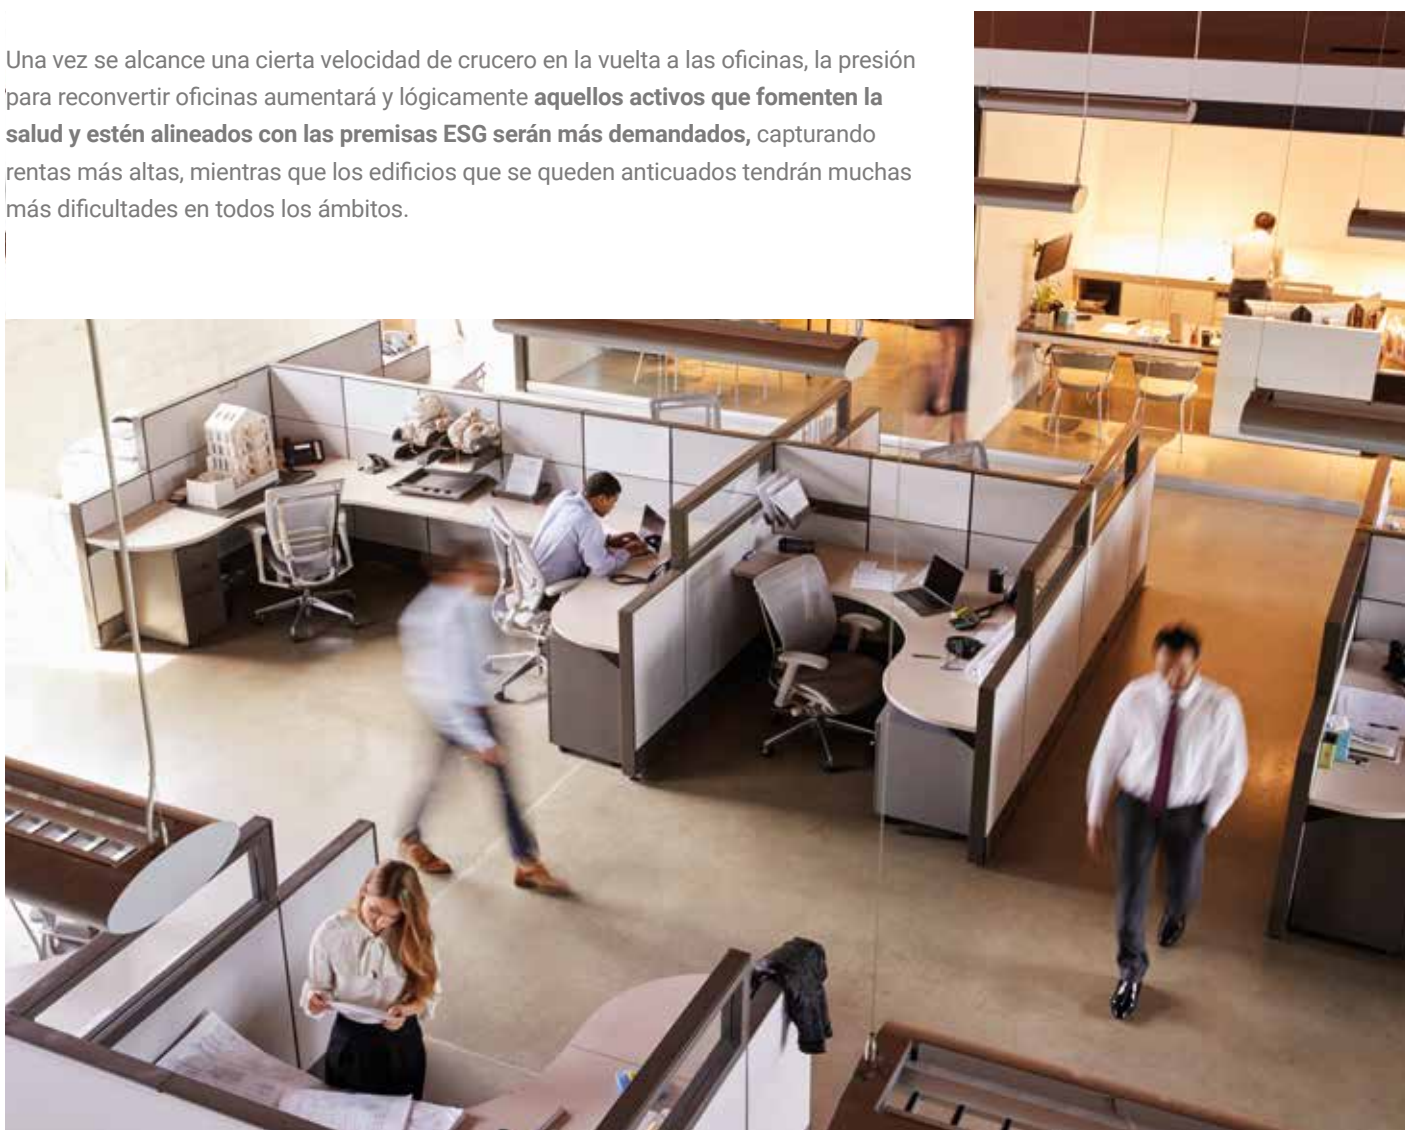 Una vez se alcance una cierta velocidad de crucero en la vuelta a las oficinas, la presión
para reconvertir oficinas aumentará y lógicamente aquellos activos que fomenten la
salud y estén alineados con las premisas ESG serán más demandados, capturando
rentas más altas, mientras que los edificios que se queden anticuados tendrán muchas
más dificultades en todos los ámbitos.